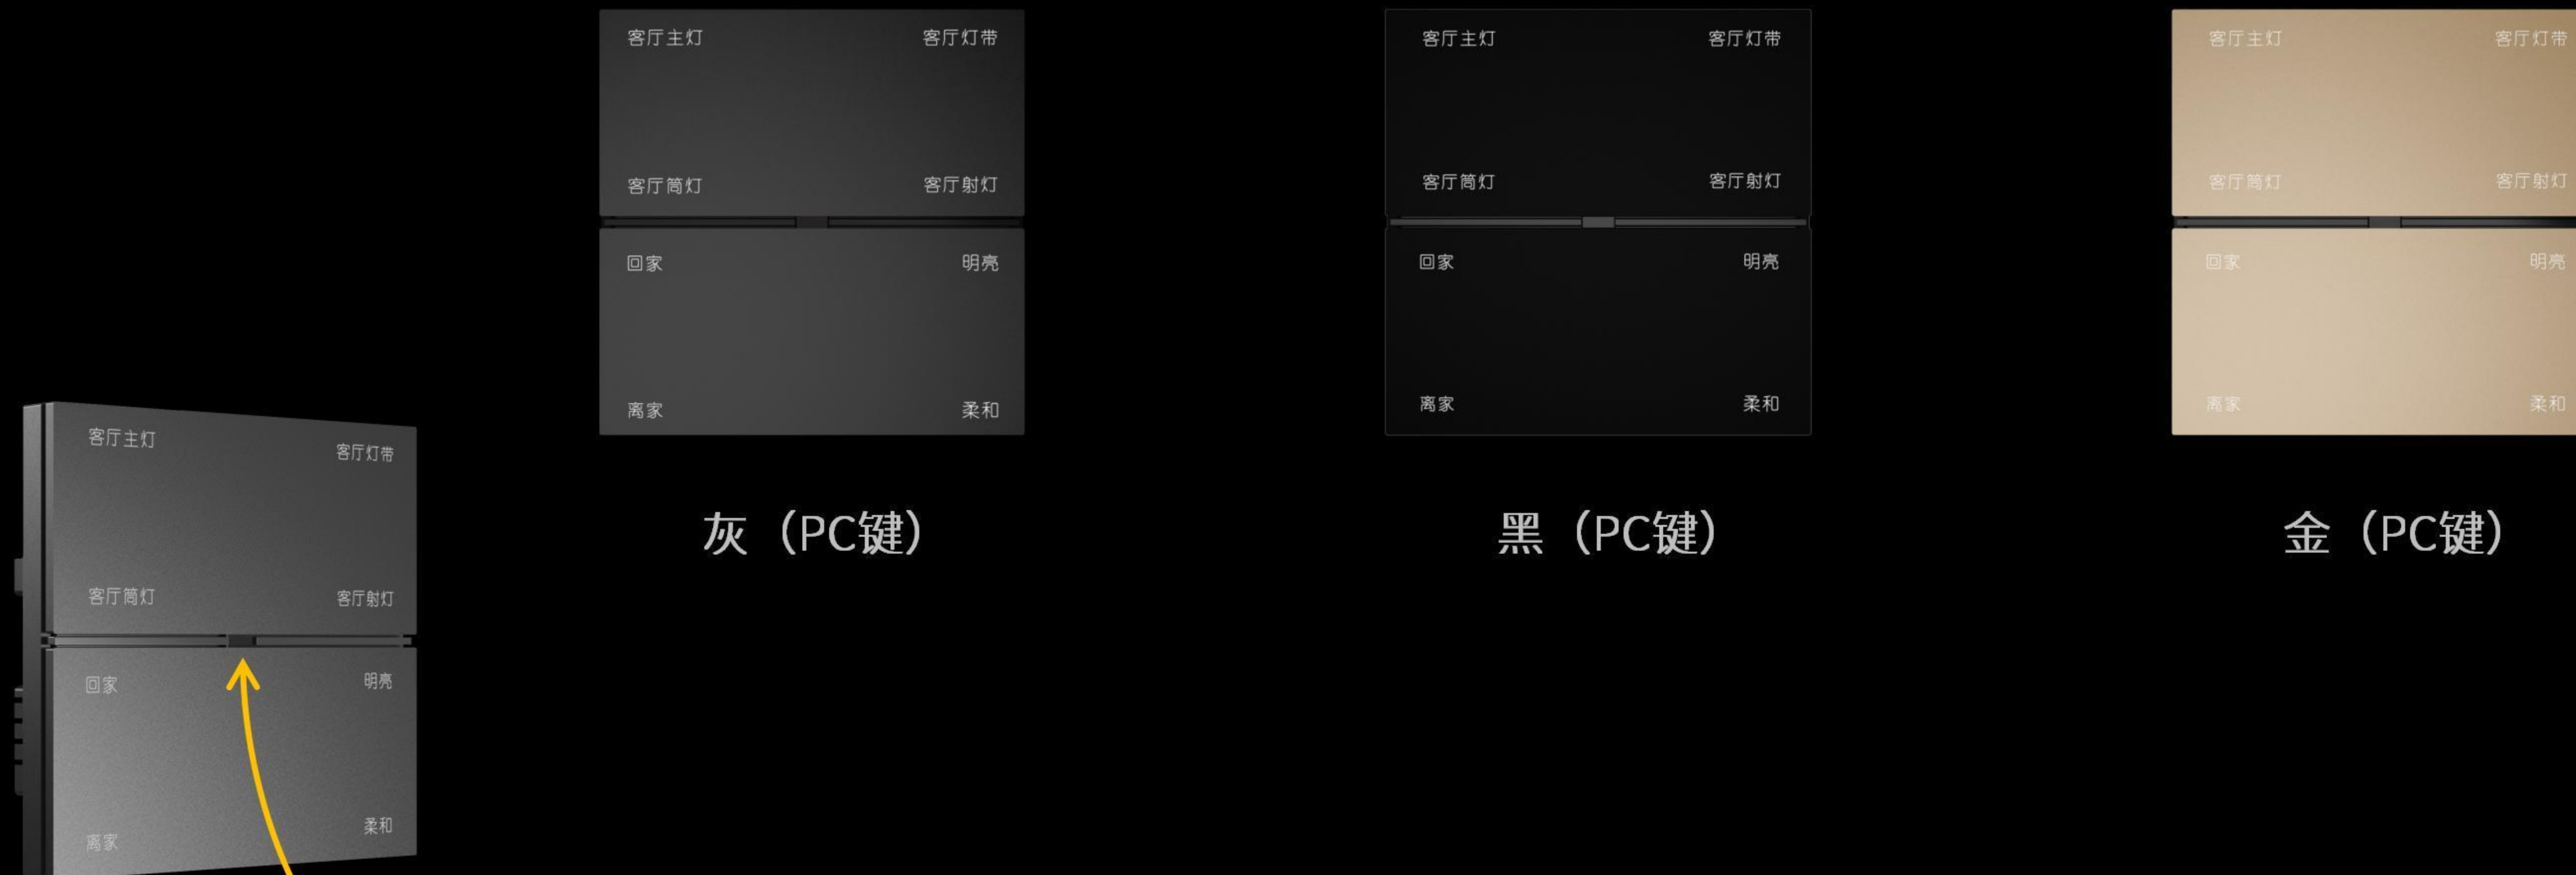 客厅主灯 客厅灯带
客厅筒灯 客厅射灯
回家 明亮
离家 柔和
灰（PC键）
客厅主灯 客厅灯带
客厅筒灯 客厅射灯
回家 明亮
离家 柔和
黑（PC键）
客厅主灯 客厅灯带
客厅筒灯 客厅射灯
回家 明亮
离家 柔和
金（PC键）
客厅主灯 客厅灯带
客厅筒灯 客厅射灯
回家 明亮
离家 柔和